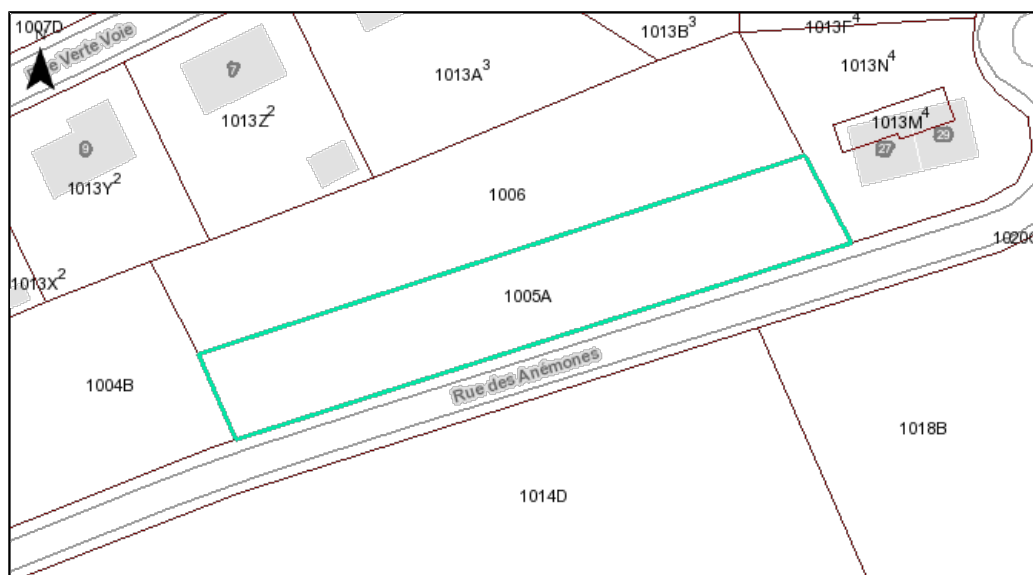 1007D
N
Rue Verte Voie
7
1013A³
1013B³
1013F⁴
1013N⁴
1013Z²
1013M⁴
9
27
29
1013Y²
1006
1013X²
1005A
1004B
Rue des Anémones
1018B
1014D